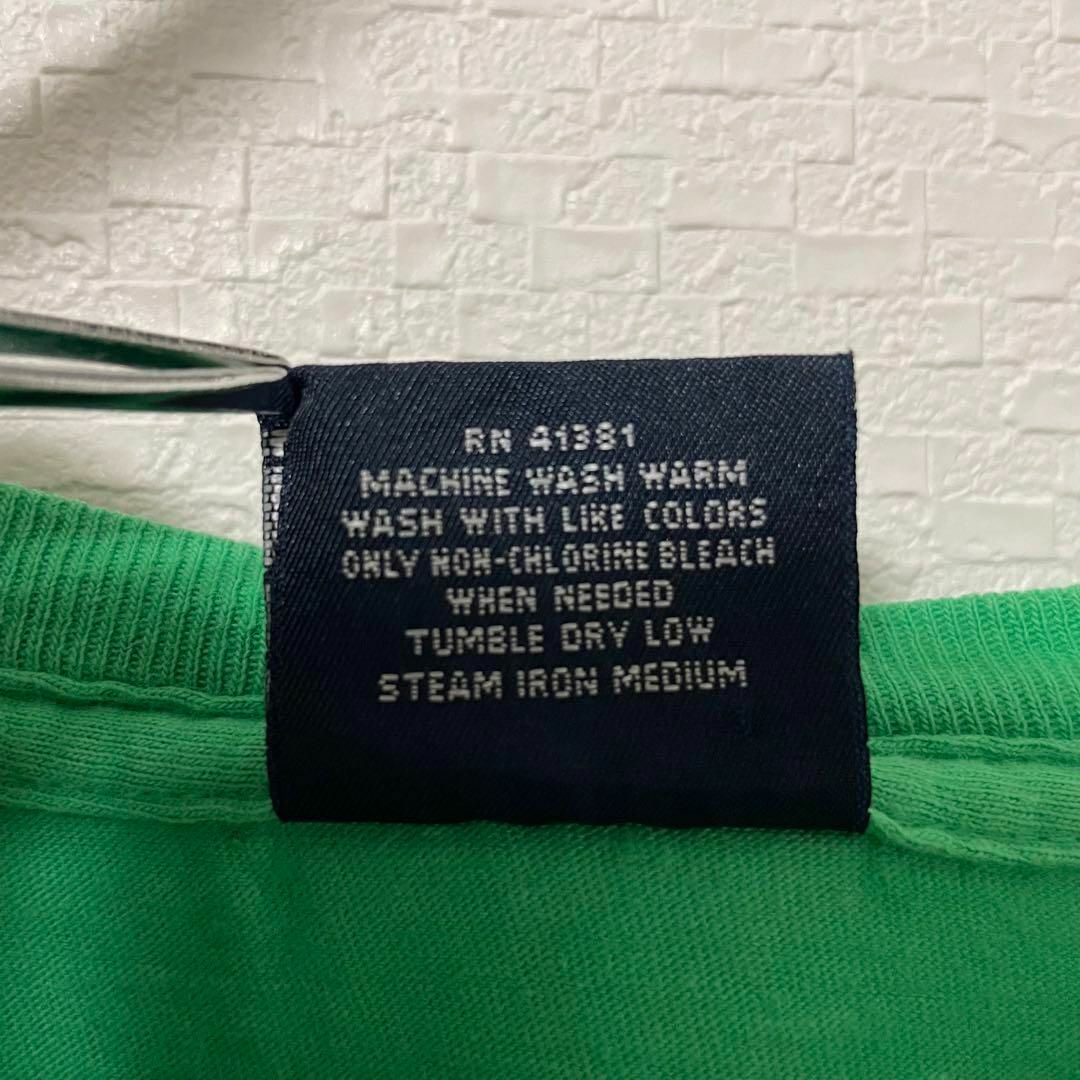 RN 41381
MACHINE WASH WARM
WASH WITH LIKE COLORS
ONLY NON-CHLORINE BLEACH
WHEN NEEDED
TUMBLE DRY LOW
STEAM IRON MEDIUM